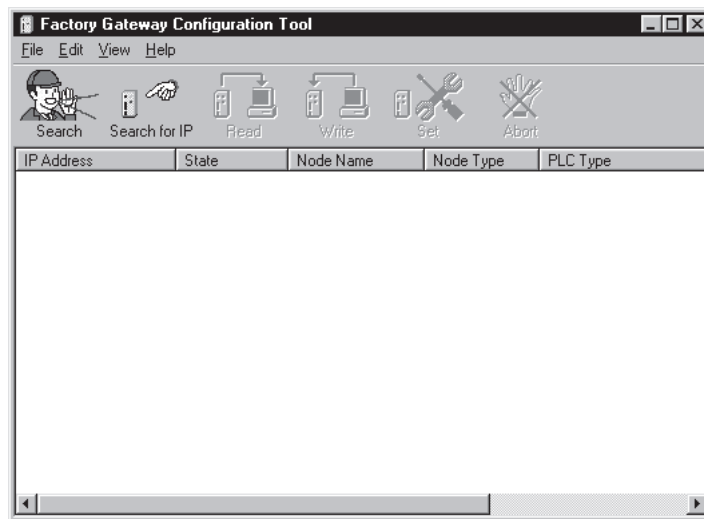 Factory Gateway Configuration Tool
File Edit View Help
Search Search for IP Read Write Set Abort
IP Address State Node Name Node Type PLC Type